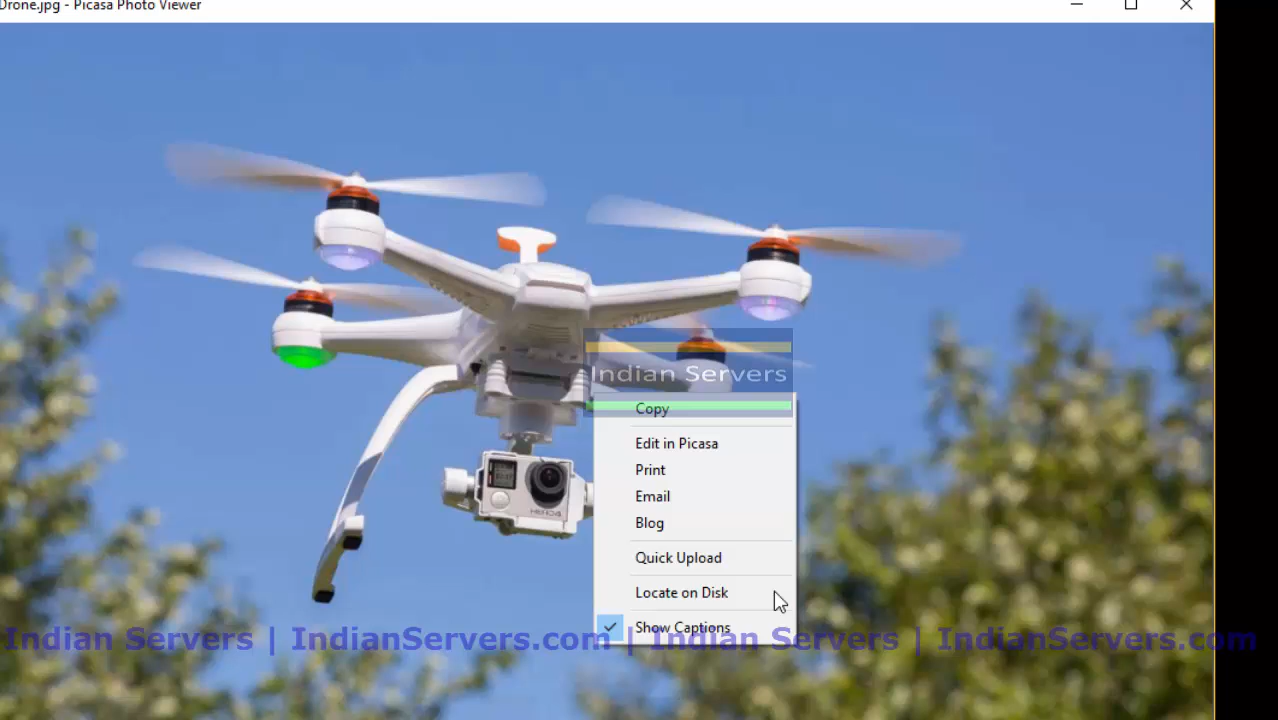 Drone.jpg - Picasa Photo Viewer
Indian Servers
Copy
Edit in Picasa
Print
Email
Blog
Quick Upload
Locate on Disk
Show Captions
HERO4
Indian Servers | IndianServers.com | Indian Servers | IndianServers.com